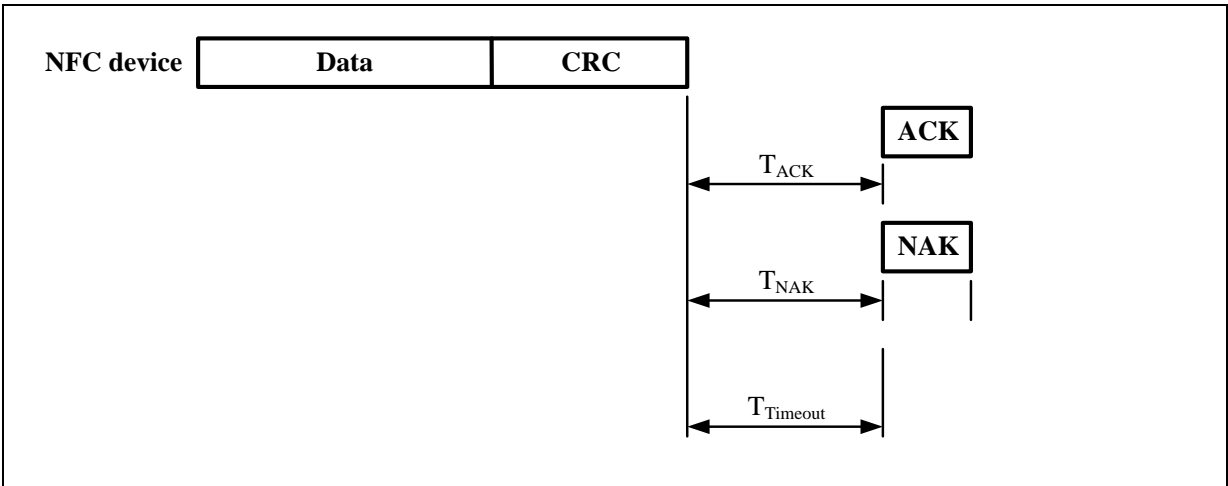 NFC device Data CRC
ACK
TACK
NAK
TNAK
TTimeout